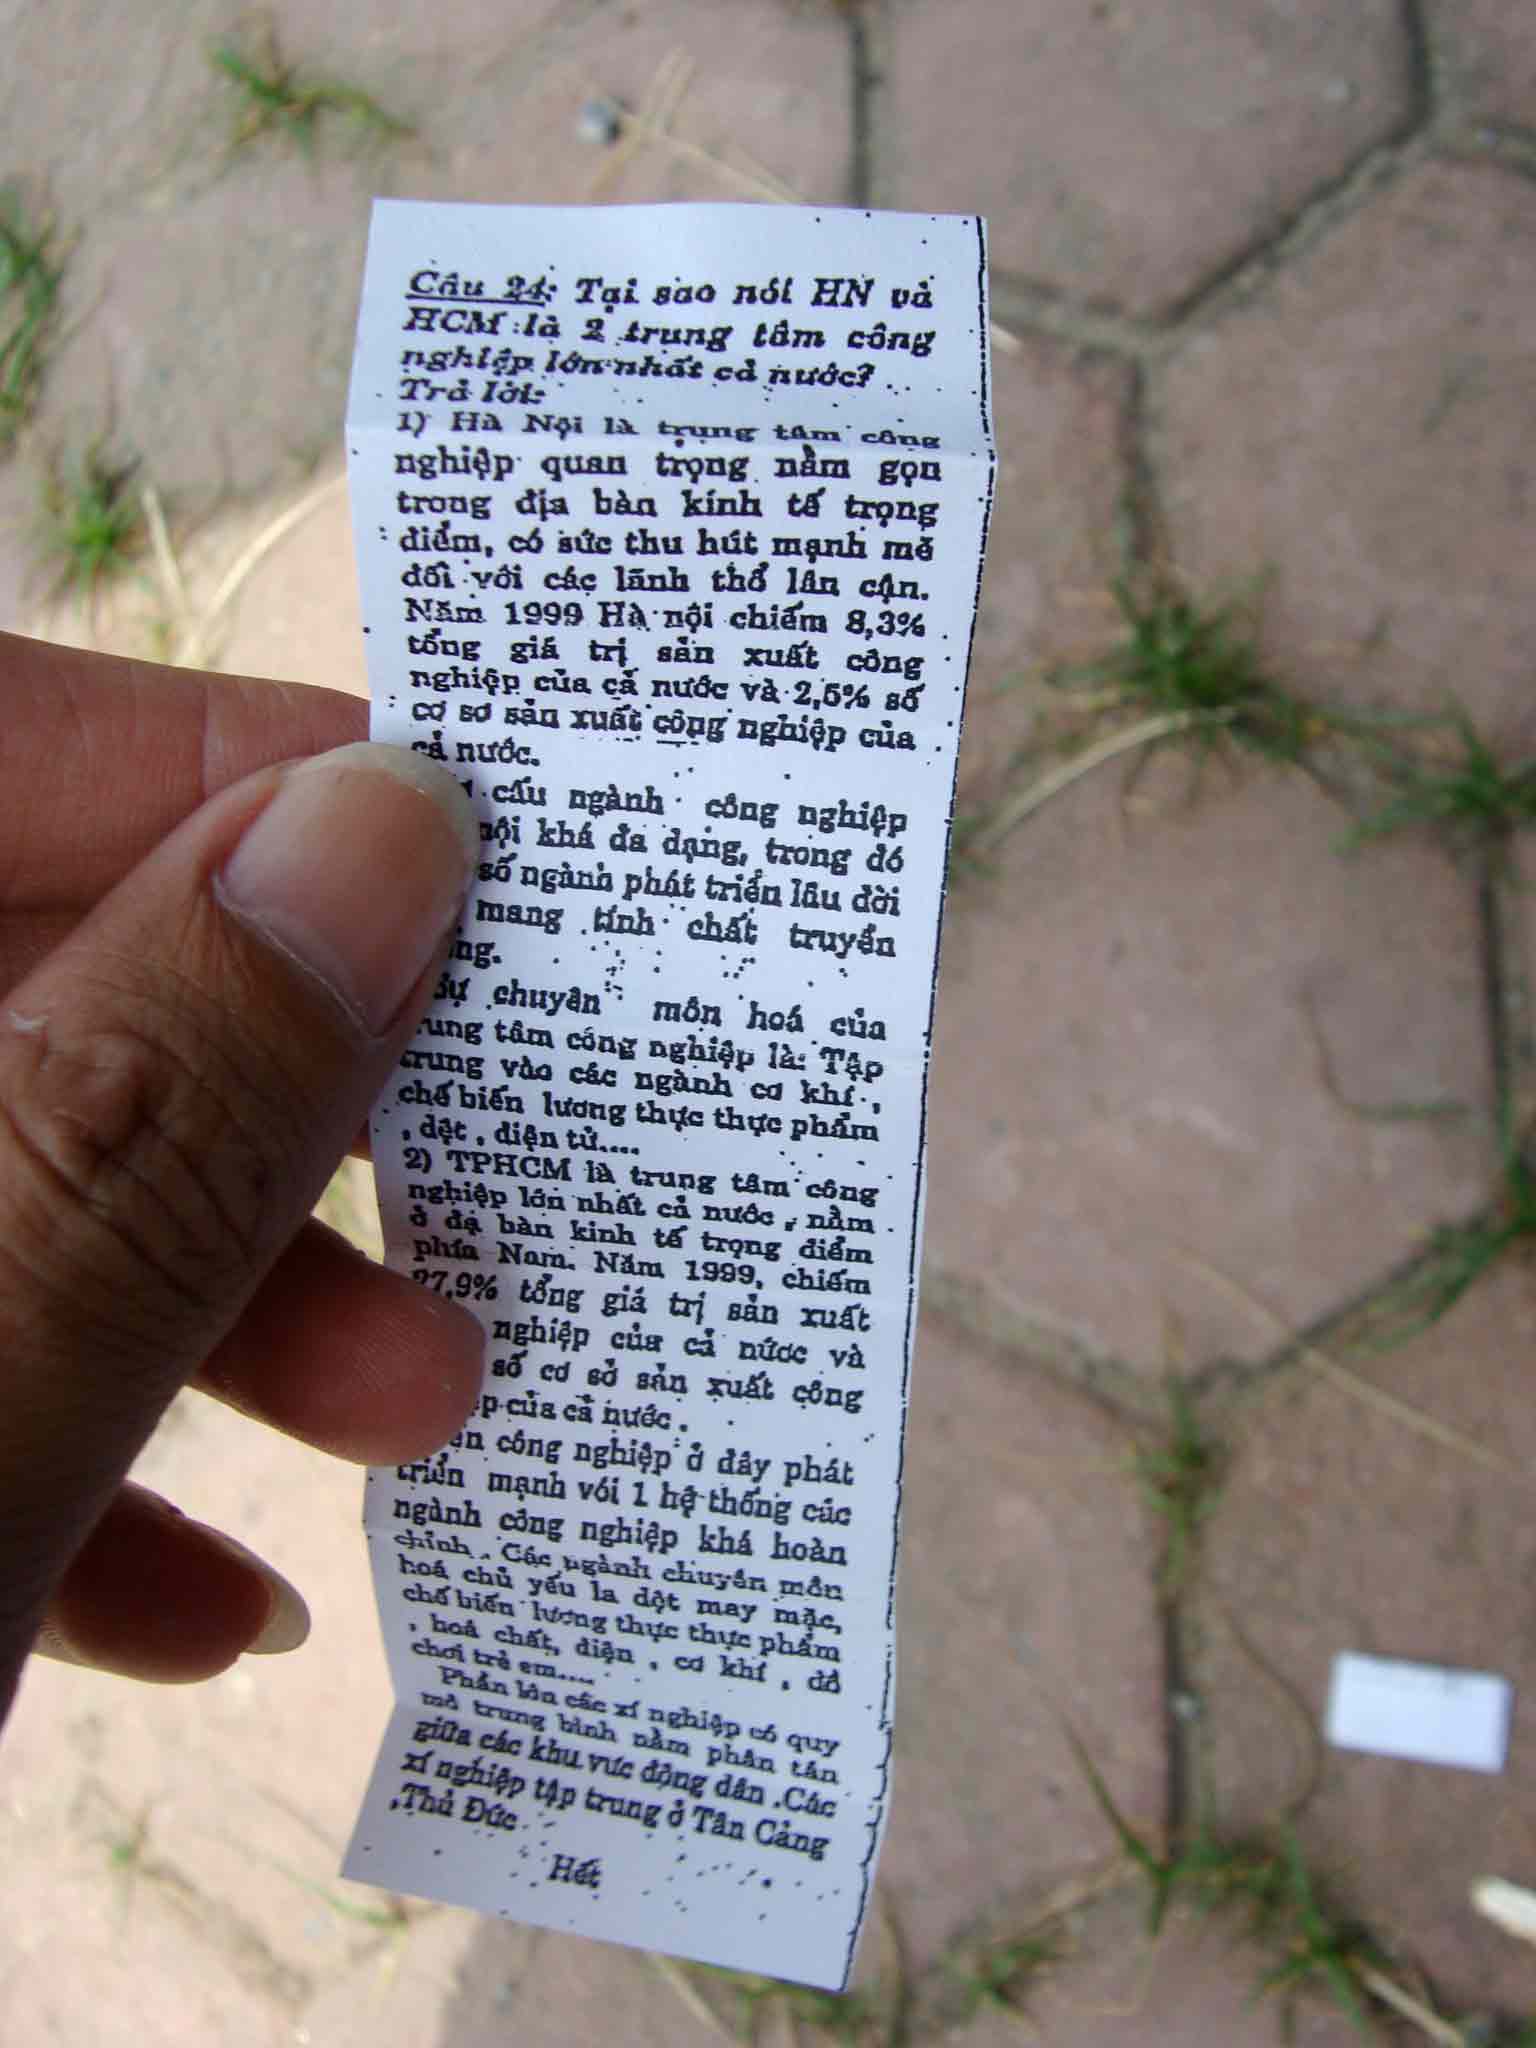 Câu 24: Tại sao nói HN và
HCM là 2 trung tâm công
nghiệp lớn nhất cả nước?
Trả lời:
1) Hà Nội là trung tâm công
nghiệp quan trọng nằm gọn
trong địa bàn kinh tế trọng
điểm, có sức thu hút mạnh mẽ
đối với các lãnh thổ lân cận.
Năm 1999 Hà nội chiếm 8,3%
tổng giá trị sản xuất công
nghiệp của cả nước và 2,5% số
cơ sơ sản xuất công nghiệp của
cả nước.
cấu ngành công nghiệp
nội khá đa dạng, trong đó
số ngành phát triển lâu đời
mang tính chất truyền
Sự chuyên môn hoá của
trung tâm công nghiệp là: Tập
trung vào các ngành cơ khí ,
chế biến lương thực thực phẩm
, dệt , điện tử....
2) TPHCM là trung tâm công
nghiệp lớn nhất cả nước , nằm
ở đạ bàn kinh tế trọng điểm
phía Nam. Năm 1999, chiếm
27,9% tổng giá trị sản xuất
nghiệp của cả nứơc và
số cơ sở sản xuất công
của cả nước .
công nghiệp ở đây phát
triển mạnh vói 1 hệ thống các
ngành công nghiệp khá hoàn
chỉnh . Các ngành chuyên môn
hoá chủ yếu la dột may mặc,
chế biến lương thực thực phẩm
, hoá chất, điện , cơ khí , đồ
chơi trẻ em....
Phần lớn các xí nghiệp có quy
mô trung bình nằm phân tán
giữa các khu vưc động dân .Các
xí nghiệp tập trung ở Tân Cảng
,Thủ Đức
Hết